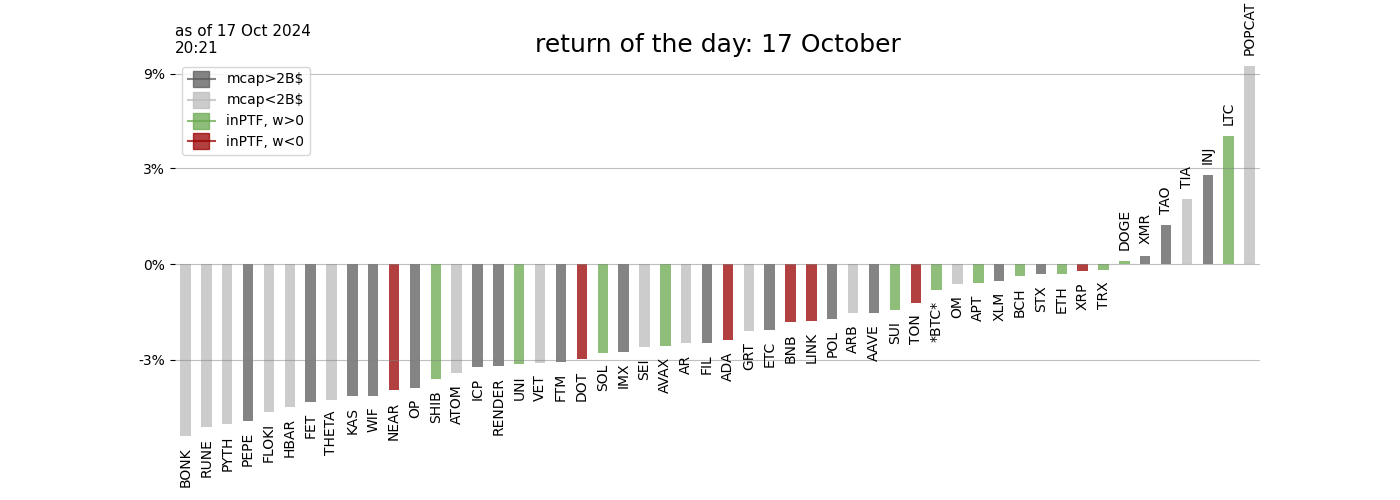 as of 17 Oct 2024
20:21
return of the day: 17 October
mcap>2B$
mcap<2B$
inPTF, w>0
inPTF, w<0
9%
3%
0%
-3%
BONK
RUNE
PYTH
PEPE
FLOKI
HBAR
FET
THETA
KAS
WIF
NEAR
OP
SHIB
ATOM
ICP
RENDER
UNI
VET
FTM
DOT
SOL
IMX
SEI
AVAX
AR
FIL
ADA
GRT
ETC
BNB
LINK
POL
ARB
AAVE
SUI
TON
*BTC*
OM
APT
XLM
BCH
STX
ETH
XRP
TRX
DOGE
XMR
TAO
TIA
INJ
LTC
POPCAT